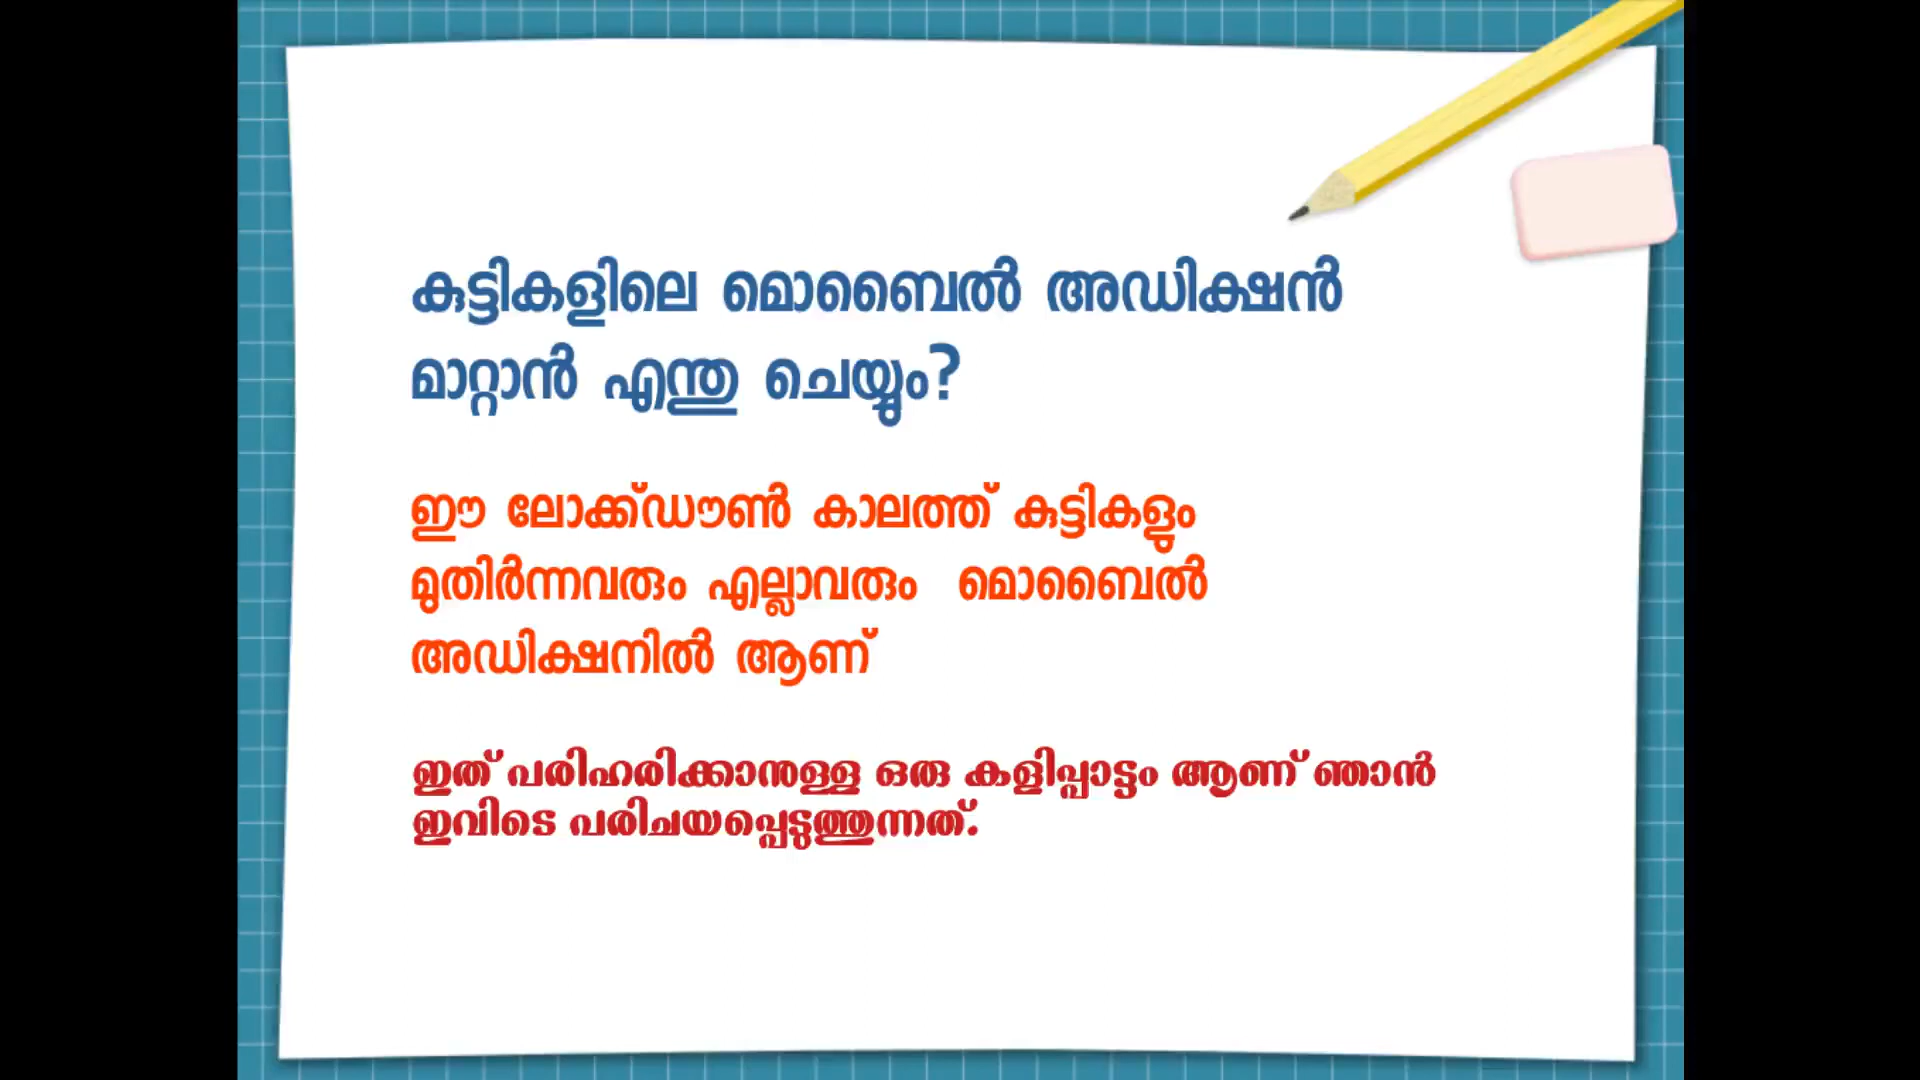 കുട്ടികളിലെ മൊബൈൽ അഡിക്ഷൻ
മാറ്റാൻ എന്തു ചെയ്യും?
ഈ ലോക്ക്ഡൗൺ കാലത്ത് കുട്ടികളും
മുതിർന്നവരും എല്ലാവരും മൊബൈൽ
അഡിക്ഷനിൽ ആണ്
ഇത് പരിഹരിക്കാനുള്ള ഒരു കളിപ്പാട്ടം ആണ് ഞാൻ
ഇവിടെ പരിചയപ്പെടുത്തുന്നത്.